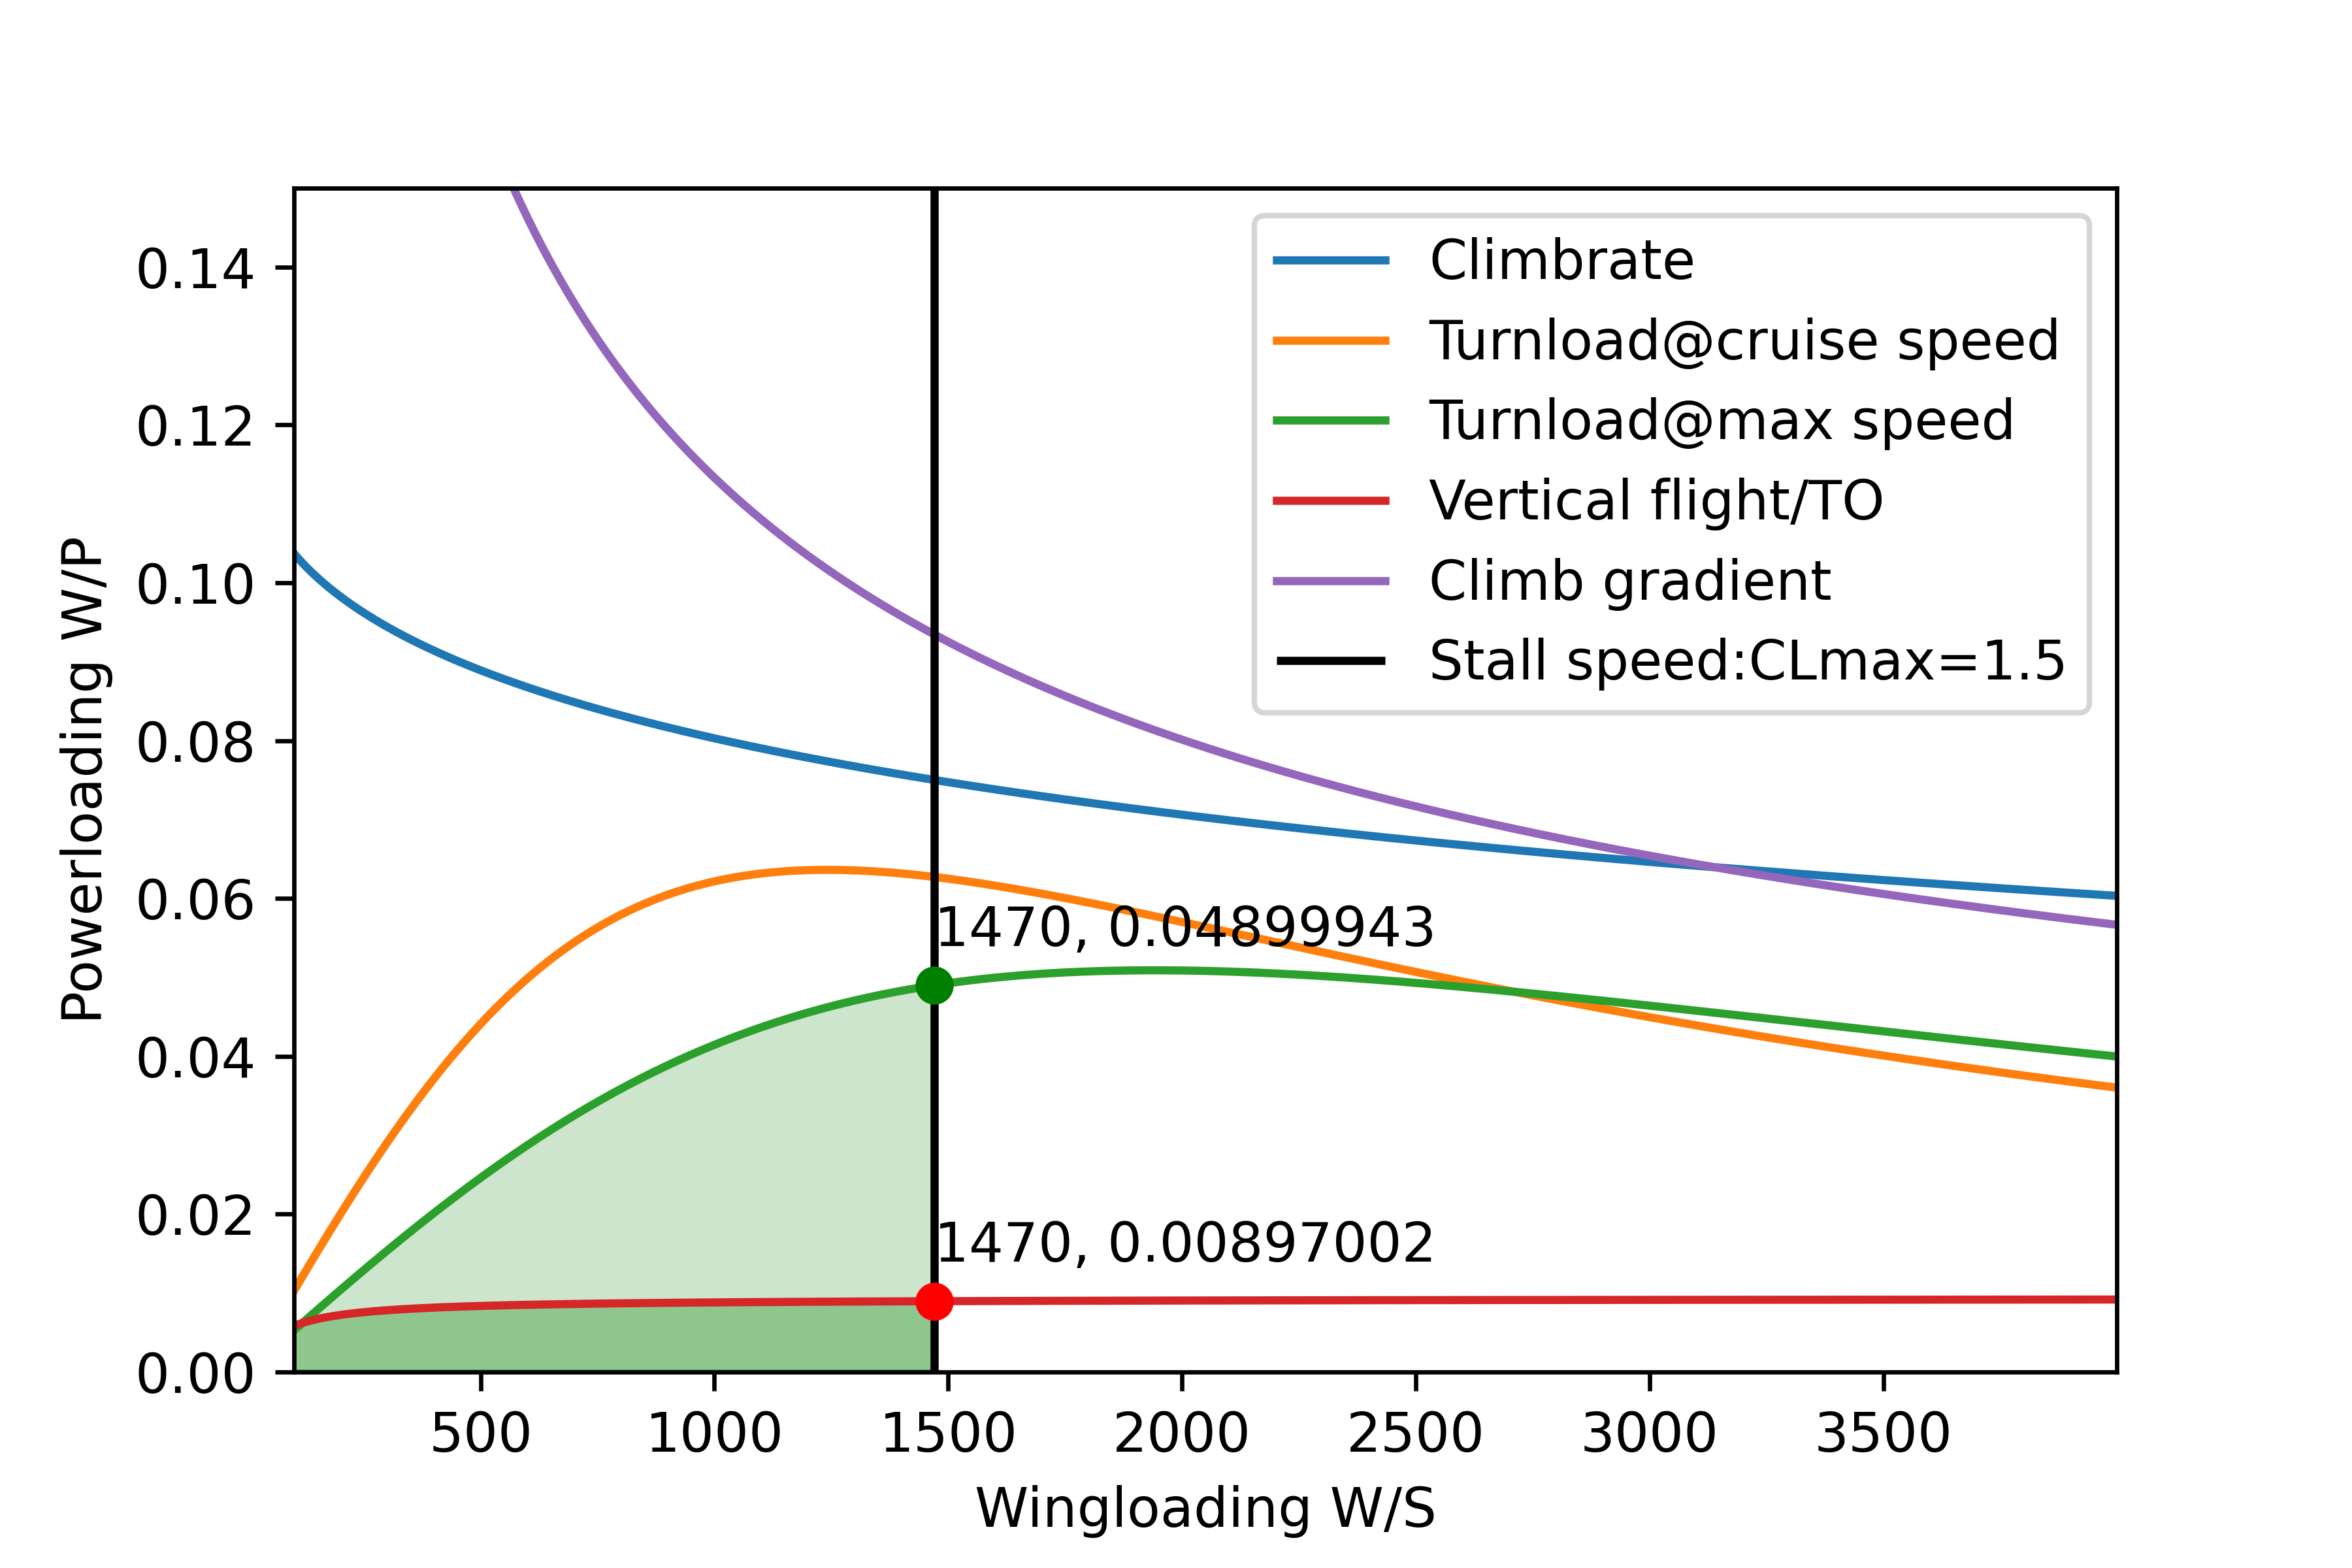 0.14
0.12
0.10
0.08
0.06
0.04
0.02
0.00
Powerloading W/P
Climbrate
Turnload@cruise speed
Turnload@max speed
Vertical flight/TO
Climb gradient
Stall speed:CLmax=1.5
1470, 0.04899943
1470, 0.00897002
500 1000 1500 2000 2500 3000 3500
Wingloading W/S